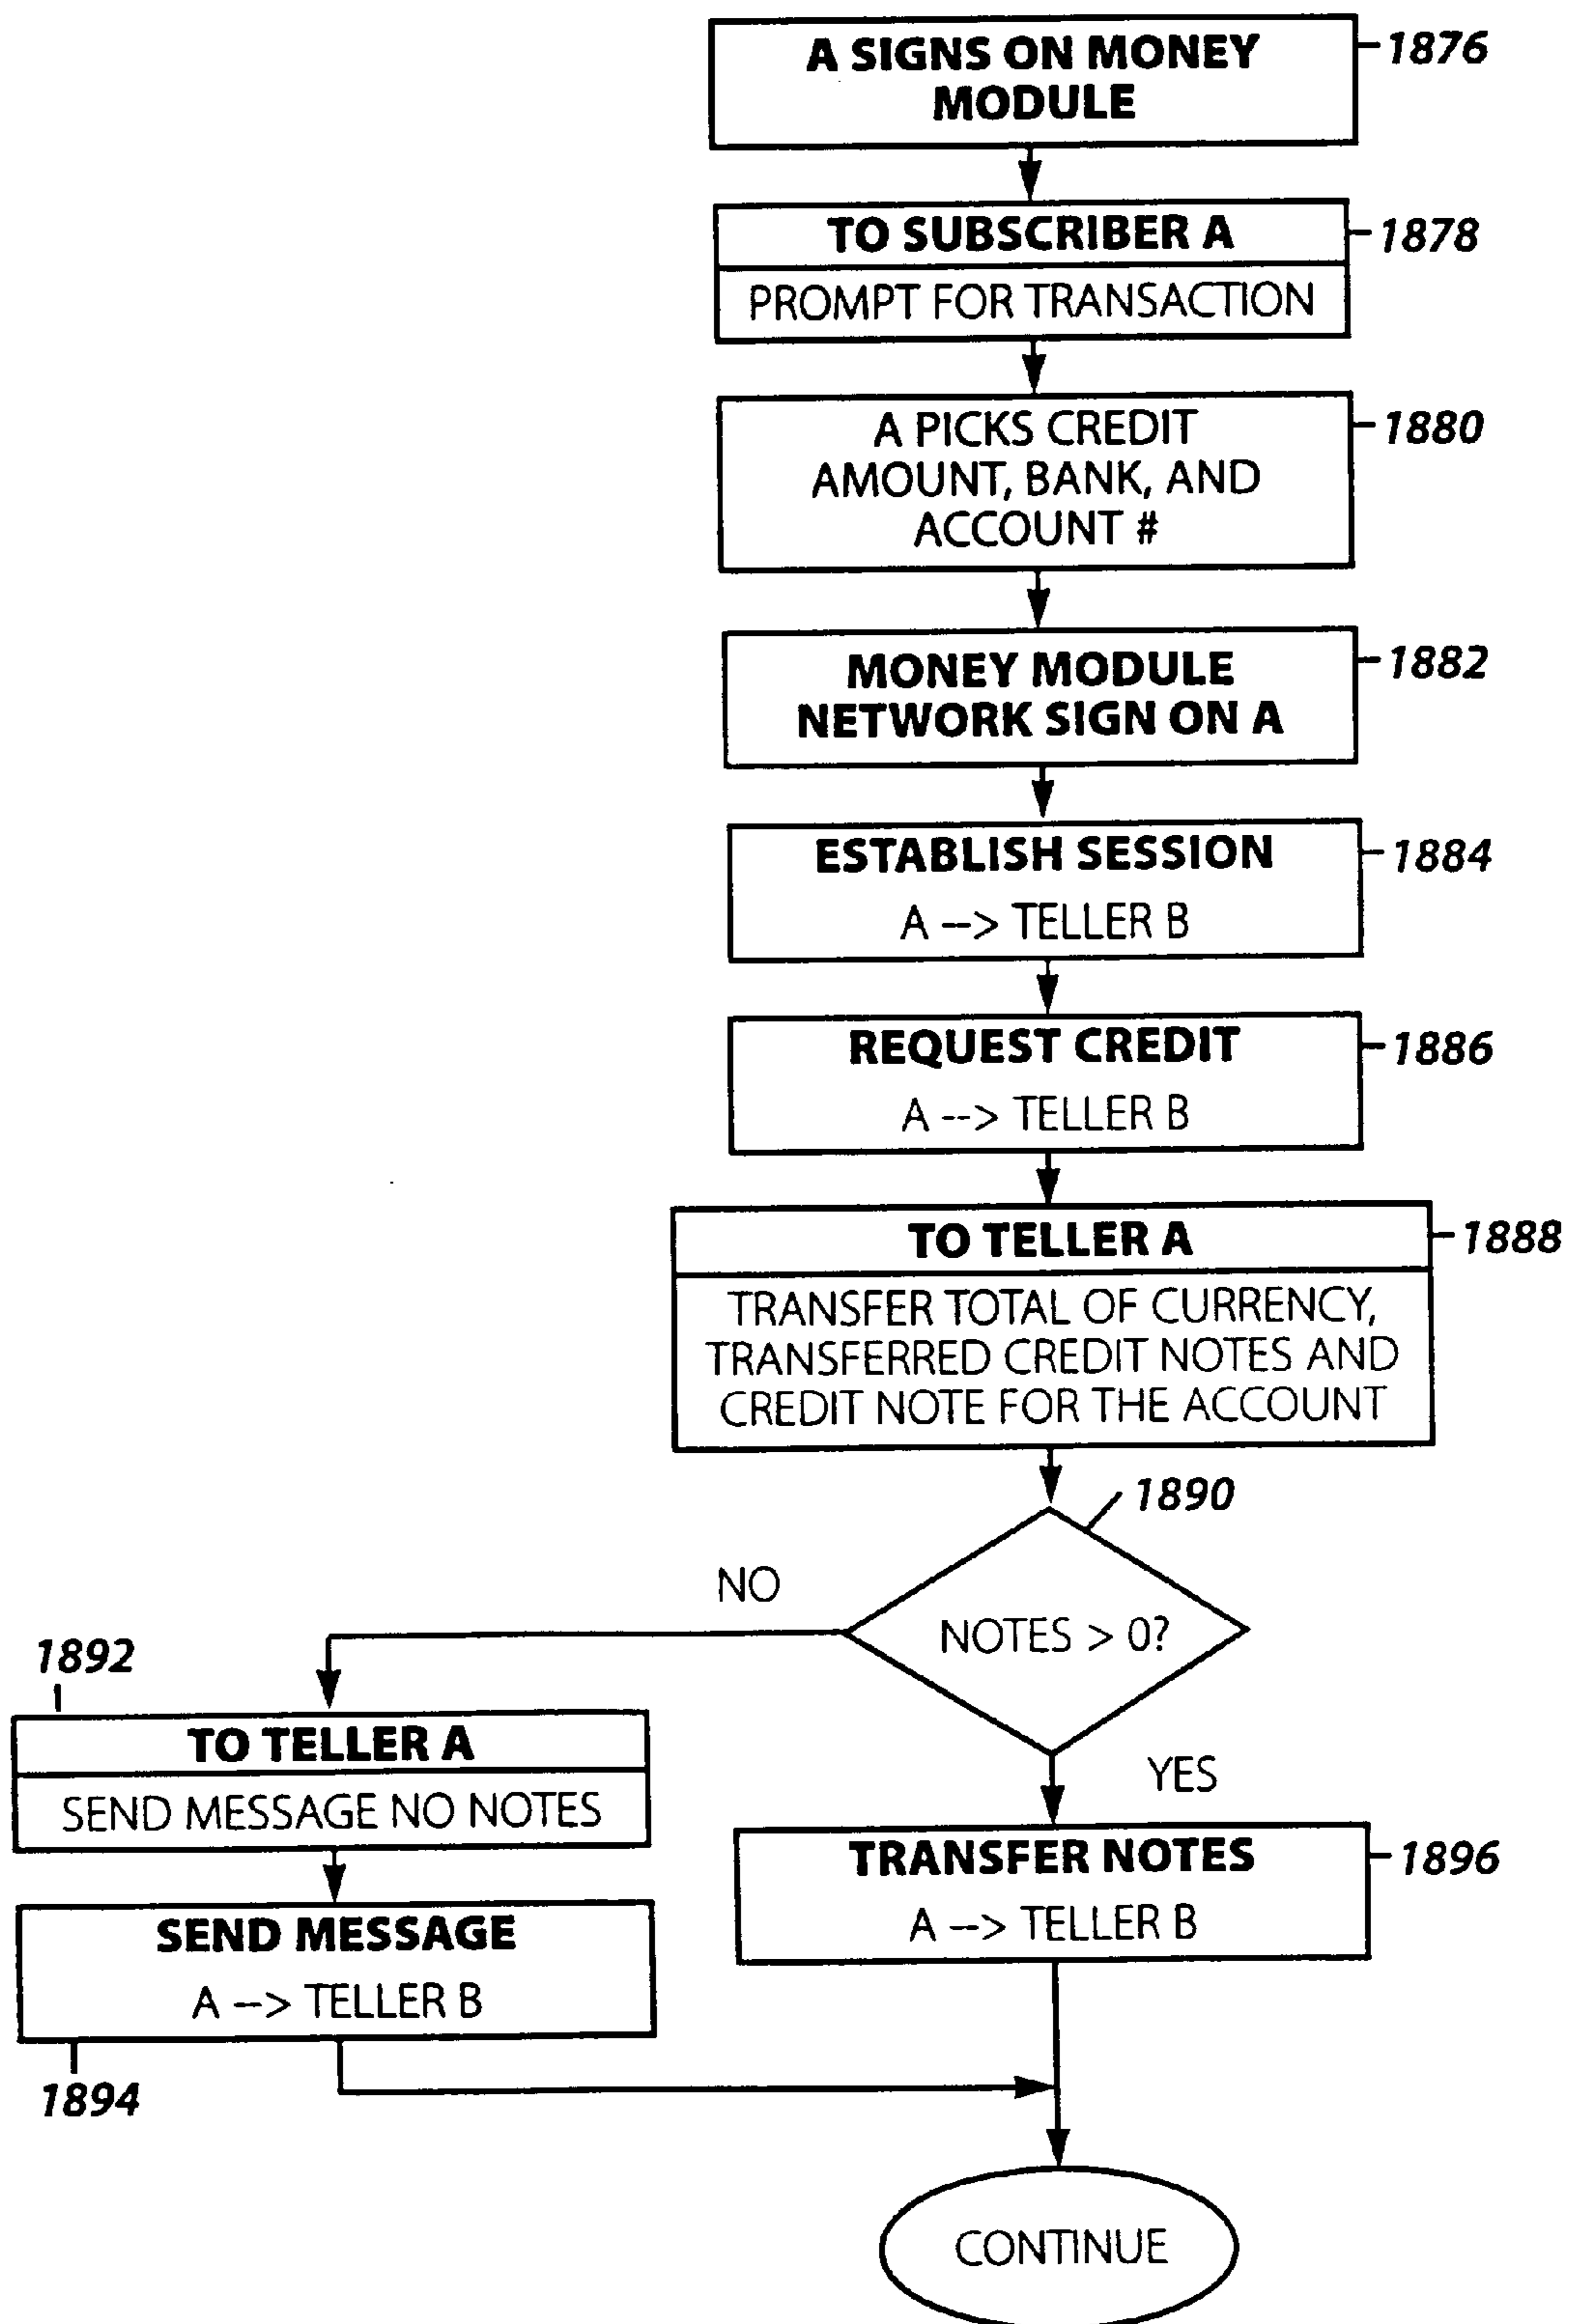 A SIGNS ON MONEY
MODULE
1876
TO SUBSCRIBER A
1878
PROMPT FOR TRANSACTION
A PICKS CREDIT
AMOUNT, BANK, AND
ACCOUNT #
1880
MONEY MODULE
NETWORK SIGN ON A
1882
ESTABLISH SESSION
1884
A --> TELLER B
REQUEST CREDIT
1886
A --> TELLER B
TO TELLER A
1888
TRANSFER TOTAL OF CURRENCY,
TRANSFERRED CREDIT NOTES AND
CREDIT NOTE FOR THE ACCOUNT
1890
NOTES > 0?
NO
1892
TO TELLER A
SEND MESSAGE NO NOTES
SEND MESSAGE
A --> TELLER B
1894
YES
TRANSFER NOTES
1896
A --> TELLER B
CONTINUE